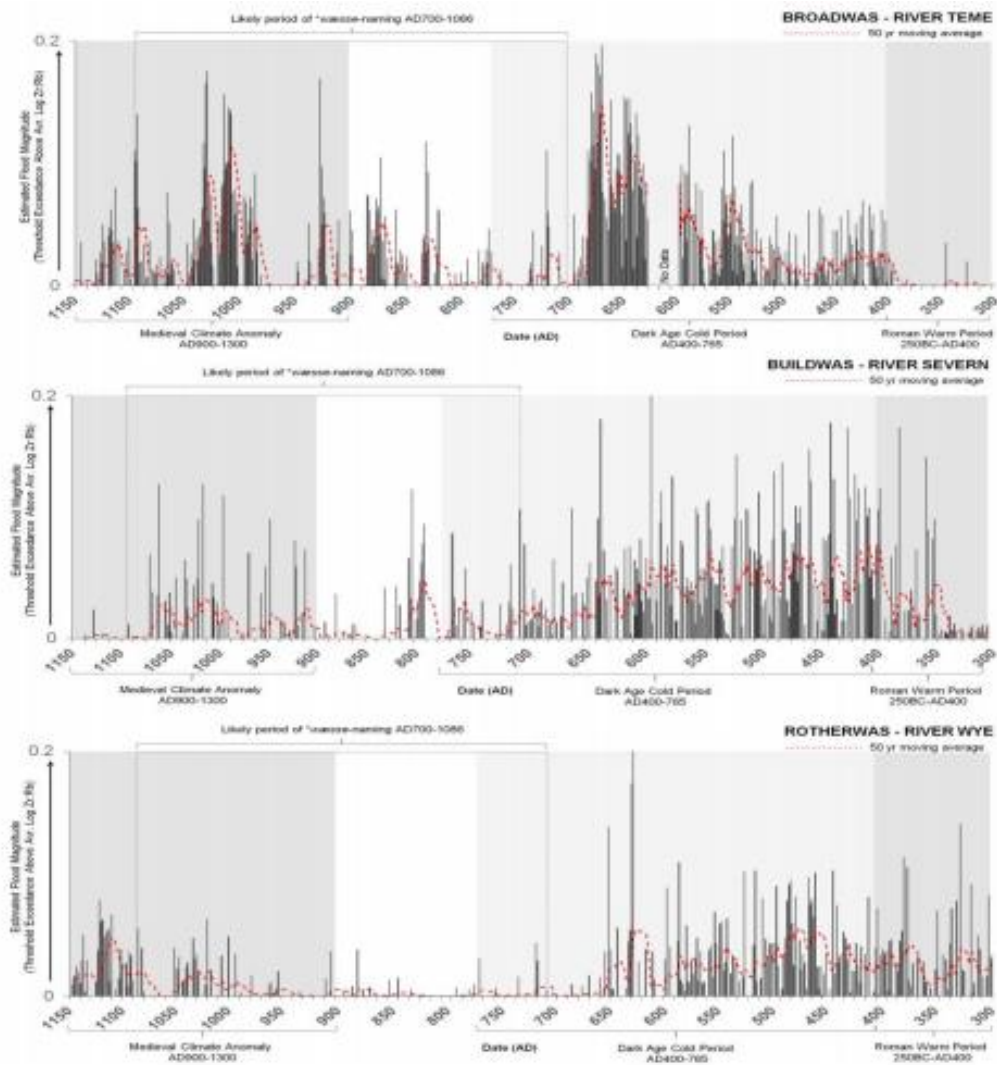 Likely period of *wæsse-naming AD700-1086
BROADWAS - RIVER TEME
50 yr moving average
0.2
Estimated Flood Magnitude
(Threshold Exceedance Above Avr. Log Zr:Rb)
0
No Data
1150 1100 1050 1000 950 900 850 800 750 700 650 600 550 500 450 400 350 300
Medieval Climate Anomaly
AD900-1300
Date (AD)
Dark Age Cold Period
AD400-765
Roman Warm Period
250BC-AD400
Likely period of *wæsse-naming AD700-1086
BUILDWAS - RIVER SEVERN
50 yr moving average
0.2
Estimated Flood Magnitude
(Threshold Exceedance Above Avr. Log Zr:Rb)
0
1150 1100 1050 1000 950 900 850 800 750 700 650 600 550 500 450 400 350 300
Medieval Climate Anomaly
AD900-1300
Date (AD)
Dark Age Cold Period
AD400-765
Roman Warm Period
250BC-AD400
Likely period of *wæsse-naming AD700-1086
ROTHERWAS - RIVER WYE
50 yr moving average
0.2
Estimated Flood Magnitude
(Threshold Exceedance Above Avr. Log Zr:Rb)
0
1150 1100 1050 1000 950 900 850 800 750 700 650 600 550 500 450 400 350 300
Medieval Climate Anomaly
AD900-1300
Date (AD)
Dark Age Cold Period
AD400-765
Roman Warm Period
250BC-AD400